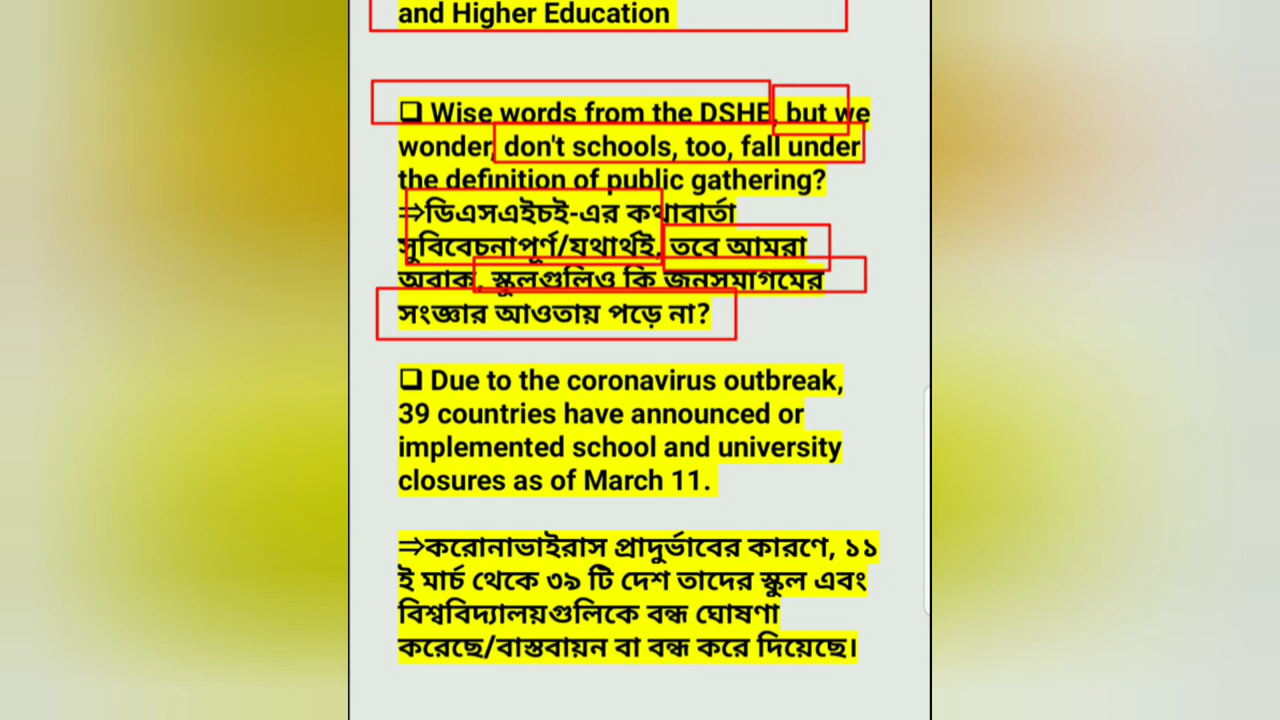 and Higher Education
❑ Wise words from the DSHE, but we
wonder, don't schools, too, fall under
the definition of public gathering?
⇒ডিএসএইচই-এর কথাবার্তা
সুবিবেচনাপূর্ণ/যথার্থই, তবে আমরা
অবাক, স্কুলগুলিও কি জনসমাগমের
সংজ্ঞার আওতায় পড়ে না?
❑ Due to the coronavirus outbreak,
39 countries have announced or
implemented school and university
closures as of March 11.
⇒করোনাভাইরাস প্রাদুর্ভাবের কারণে, ১১
ই মার্চ থেকে ৩৯ টি দেশ তাদের স্কুল এবং
বিশ্ববিদ্যালয়গুলিকে বন্ধ ঘোষণা
করেছে/বাস্তবায়ন বা বন্ধ করে দিয়েছে।